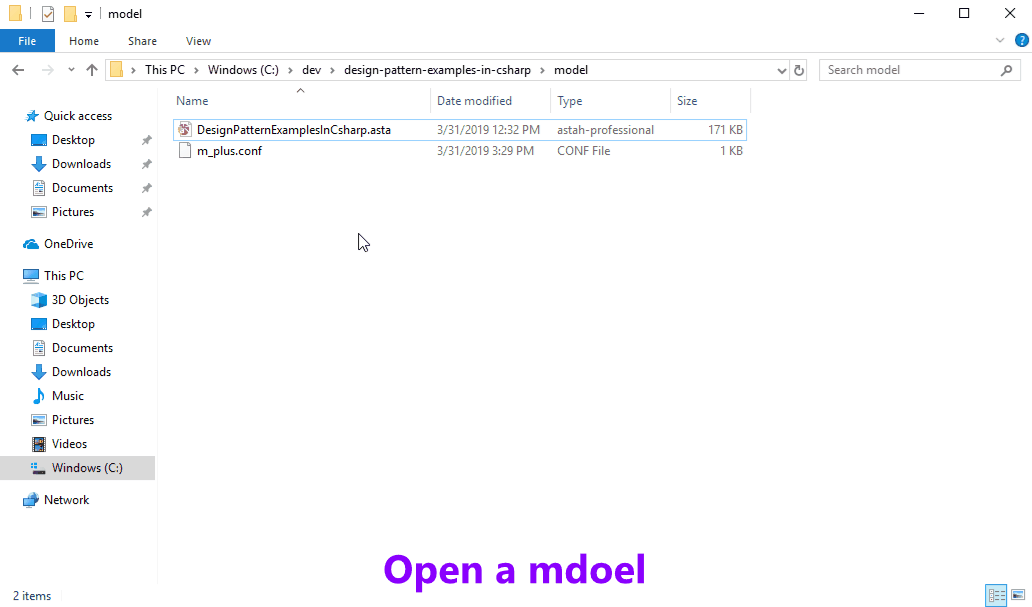 model
File Home Share View
This PC Windows (C:) dev design-pattern-examples-in-csharp model
Search model
Name Date modified Type Size
DesignPatternExamplesInCsharp.asta 3/31/2019 12:32 PM astah-professional 171 KB
m_plus.conf 3/31/2019 3:29 PM CONF File 1 KB
Quick access
Desktop
Downloads
Documents
Pictures
OneDrive
This PC
3D Objects
Desktop
Documents
Downloads
Music
Pictures
Videos
Windows (C:)
Network
Open a mdoel
2 items